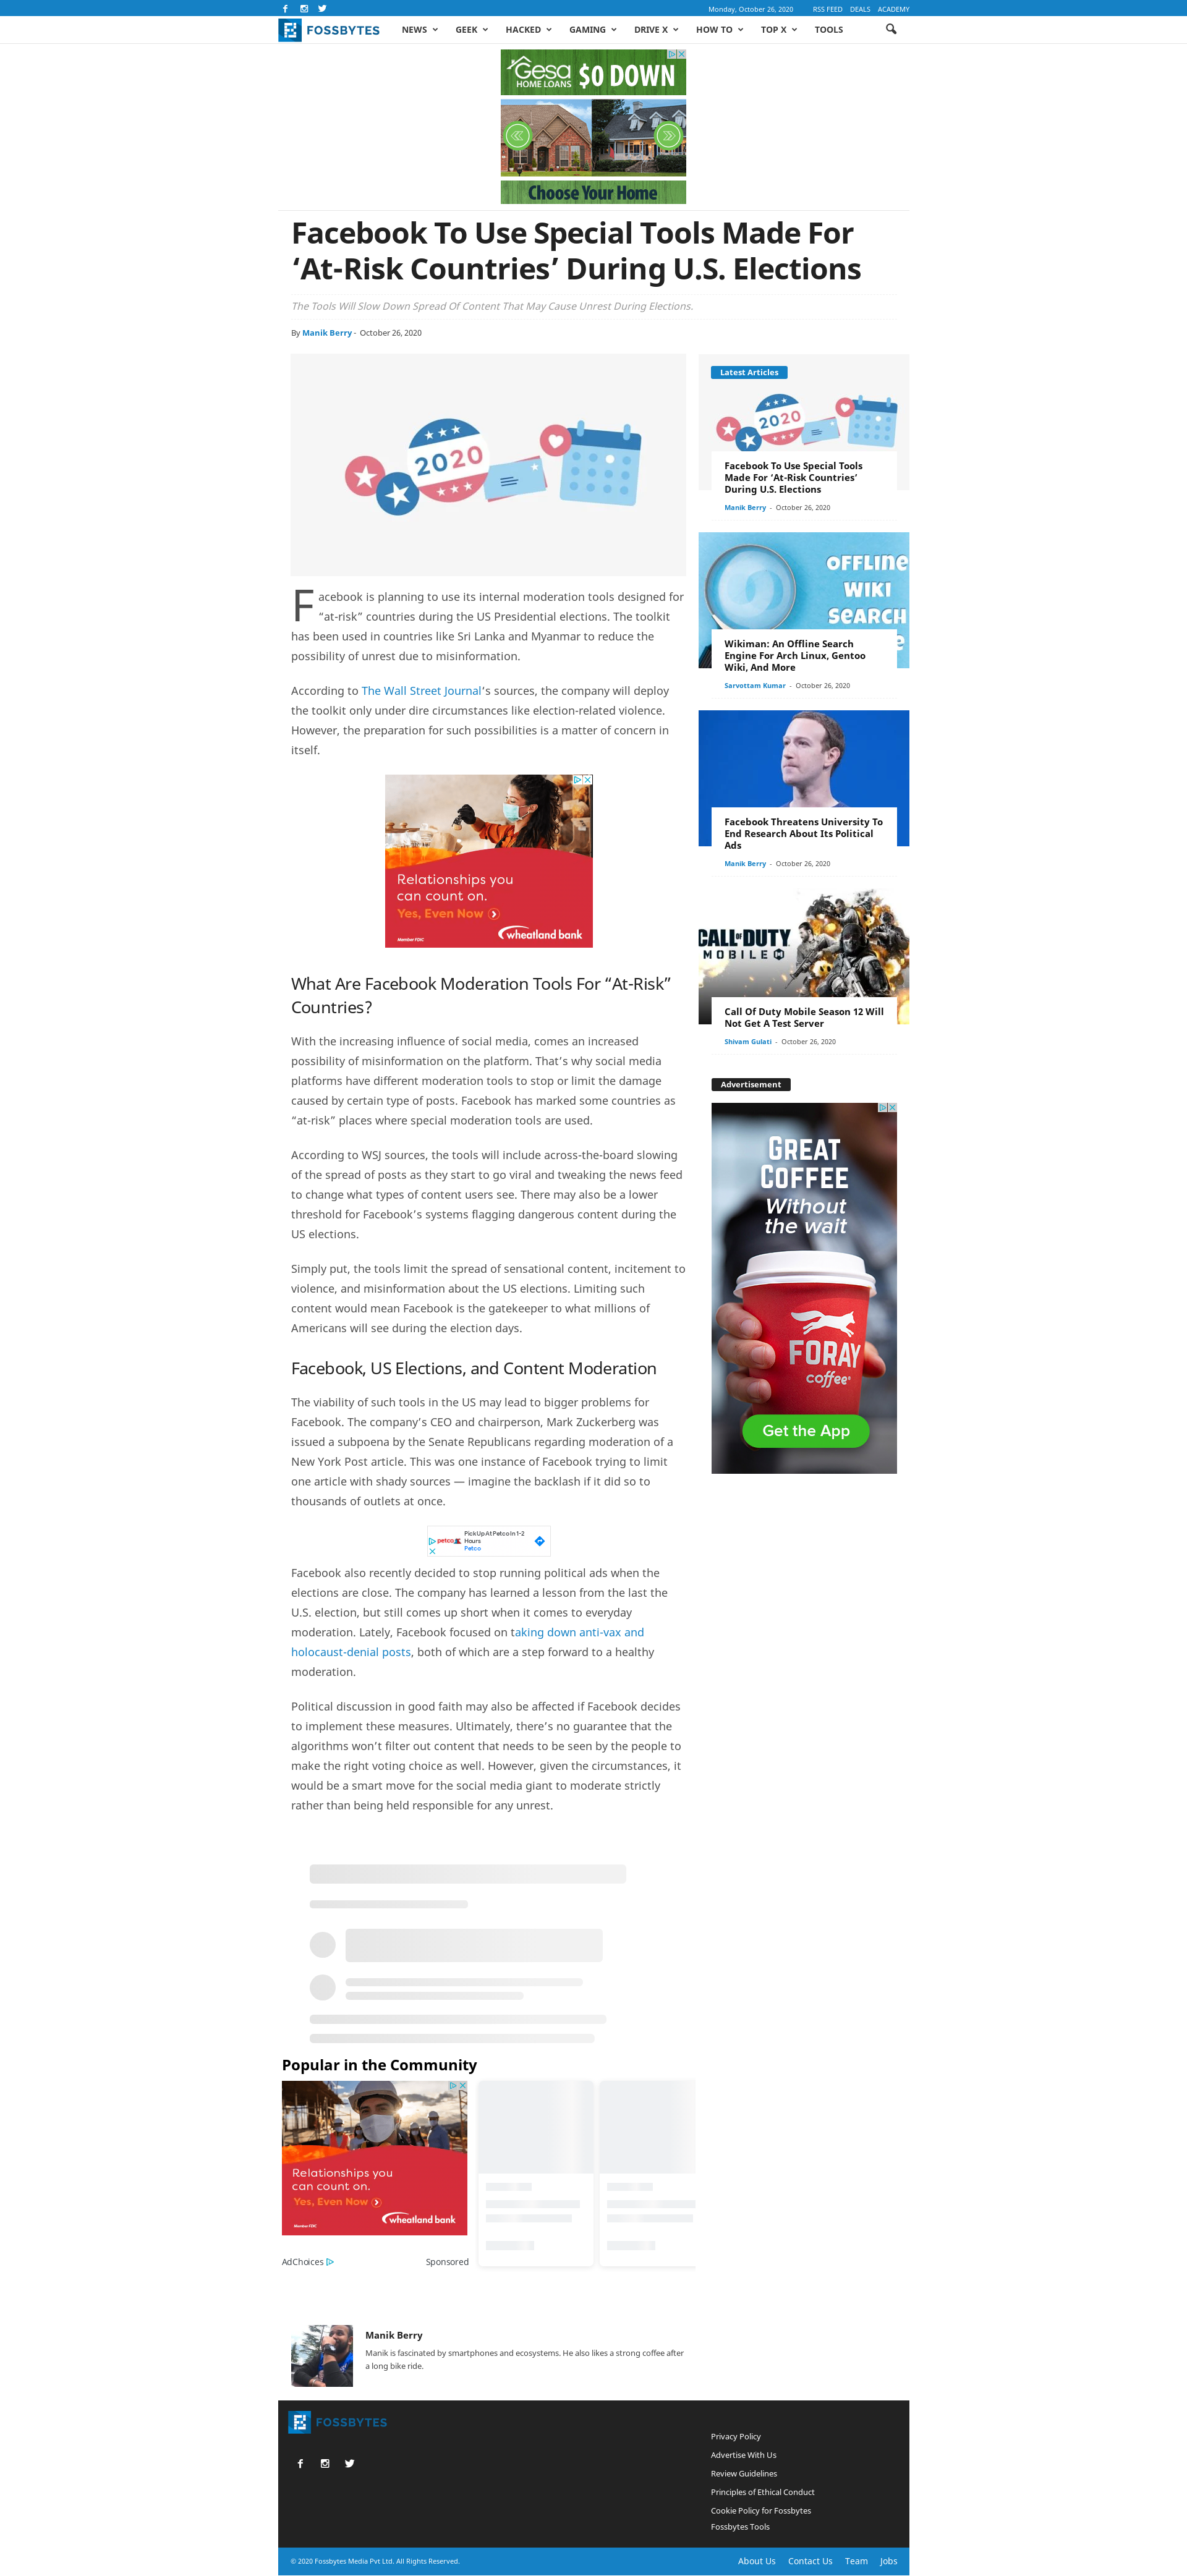 Monday, October 26, 2020
RSS FEED
DEALS
ACADEMY
FOSSBYTES
NEWS
GEEK
HACKED
GAMING
DRIVE X
HOW TO
TOP X
TOOLS
Gesa
HOME LOANS
$0 DOWN
Choose Your Home
Facebook To Use Special Tools Made For
‘At-Risk Countries’ During U.S. Elections
The Tools Will Slow Down Spread Of Content That May Cause Unrest During Elections.
By Manik Berry - October 26, 2020
2020
Facebook is planning to use its internal moderation tools designed for
“at-risk” countries during the US Presidential elections. The toolkit
has been used in countries like Sri Lanka and Myanmar to reduce the
possibility of unrest due to misinformation.
According to The Wall Street Journal‘s sources, the company will deploy
the toolkit only under dire circumstances like election-related violence.
However, the preparation for such possibilities is a matter of concern in
itself.
Relationships you
can count on.
Yes, Even Now
Member FDIC
wheatland bank
What Are Facebook Moderation Tools For “At-Risk”
Countries?
With the increasing influence of social media, comes an increased
possibility of misinformation on the platform. That’s why social media
platforms have different moderation tools to stop or limit the damage
caused by certain type of posts. Facebook has marked some countries as
“at-risk” places where special moderation tools are used.
According to WSJ sources, the tools will include across-the-board slowing
of the spread of posts as they start to go viral and tweaking the news feed
to change what types of content users see. There may also be a lower
threshold for Facebook’s systems flagging dangerous content during the
US elections.
Simply put, the tools limit the spread of sensational content, incitement to
violence, and misinformation about the US elections. Limiting such
content would mean Facebook is the gatekeeper to what millions of
Americans will see during the election days.
Facebook, US Elections, and Content Moderation
The viability of such tools in the US may lead to bigger problems for
Facebook. The company’s CEO and chairperson, Mark Zuckerberg was
issued a subpoena by the Senate Republicans regarding moderation of a
New York Post article. This was one instance of Facebook trying to limit
one article with shady sources — imagine the backlash if it did so to
thousands of outlets at once.
petco
Pick Up At Petco In 1-2
Hours
Petco
Facebook also recently decided to stop running political ads when the
elections are close. The company has learned a lesson from the last the
U.S. election, but still comes up short when it comes to everyday
moderation. Lately, Facebook focused on taking down anti-vax and
holocaust-denial posts, both of which are a step forward to a healthy
moderation.
Political discussion in good faith may also be affected if Facebook decides
to implement these measures. Ultimately, there’s no guarantee that the
algorithms won’t filter out content that needs to be seen by the people to
make the right voting choice as well. However, given the circumstances, it
would be a smart move for the social media giant to moderate strictly
rather than being held responsible for any unrest.
Latest Articles
2020
Facebook To Use Special Tools
Made For ‘At-Risk Countries’
During U.S. Elections
Manik Berry - October 26, 2020
OFFLINE
WIKI
SEARCH
Wikiman: An Offline Search
Engine For Arch Linux, Gentoo
Wiki, And More
Sarvottam Kumar - October 26, 2020
Facebook Threatens University To
End Research About Its Political
Ads
Manik Berry - October 26, 2020
CALL OF DUTY
MOBILE
Call Of Duty Mobile Season 12 Will
Not Get A Test Server
Shivam Gulati - October 26, 2020
Advertisement
GREAT
COFFEE
Without
the wait
FORAY
coffee
Get the App
Popular in the Community
Relationships you
can count on.
Yes, Even Now
Member FDIC
wheatland bank
AdChoices
Sponsored
Manik Berry
Manik is fascinated by smartphones and ecosystems. He also likes a strong coffee after
a long bike ride.
FOSSBYTES
Privacy Policy
Advertise With Us
Review Guidelines
Principles of Ethical Conduct
Cookie Policy for Fossbytes
Fossbytes Tools
© 2020 Fossbytes Media Pvt Ltd. All Rights Reserved.
About Us
Contact Us
Team
Jobs